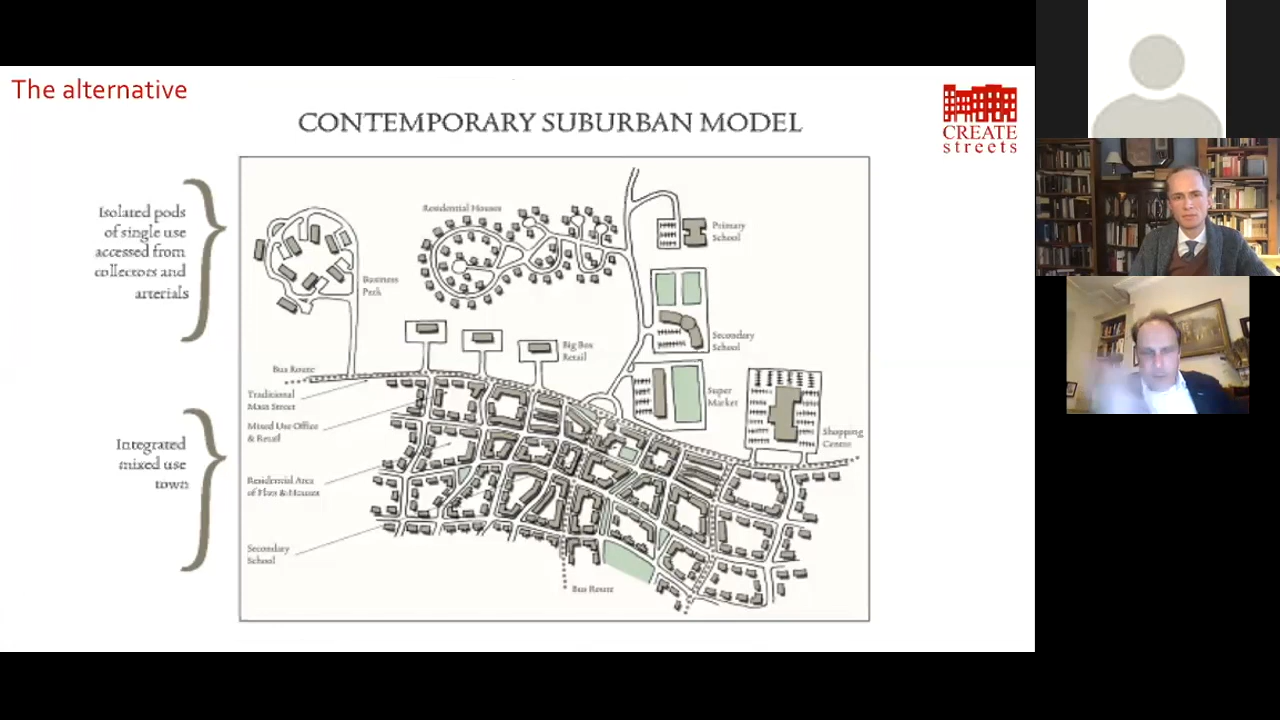 The alternative
CONTEMPORARY SUBURBAN MODEL
CREATE
streets
Isolated pods
of single use
accessed from
collectors and
arterials
Residential Houses
Primary
School
Business
Park
Secondary
School
Big Box
Retail
Bus Route
Traditional
Main Street
Super
Market
Mixed Use Office
& Retail
Shopping
Centre
Integrated
mixed use
town
Residential Area
of Flats & Houses
Secondary
School
Bus Route